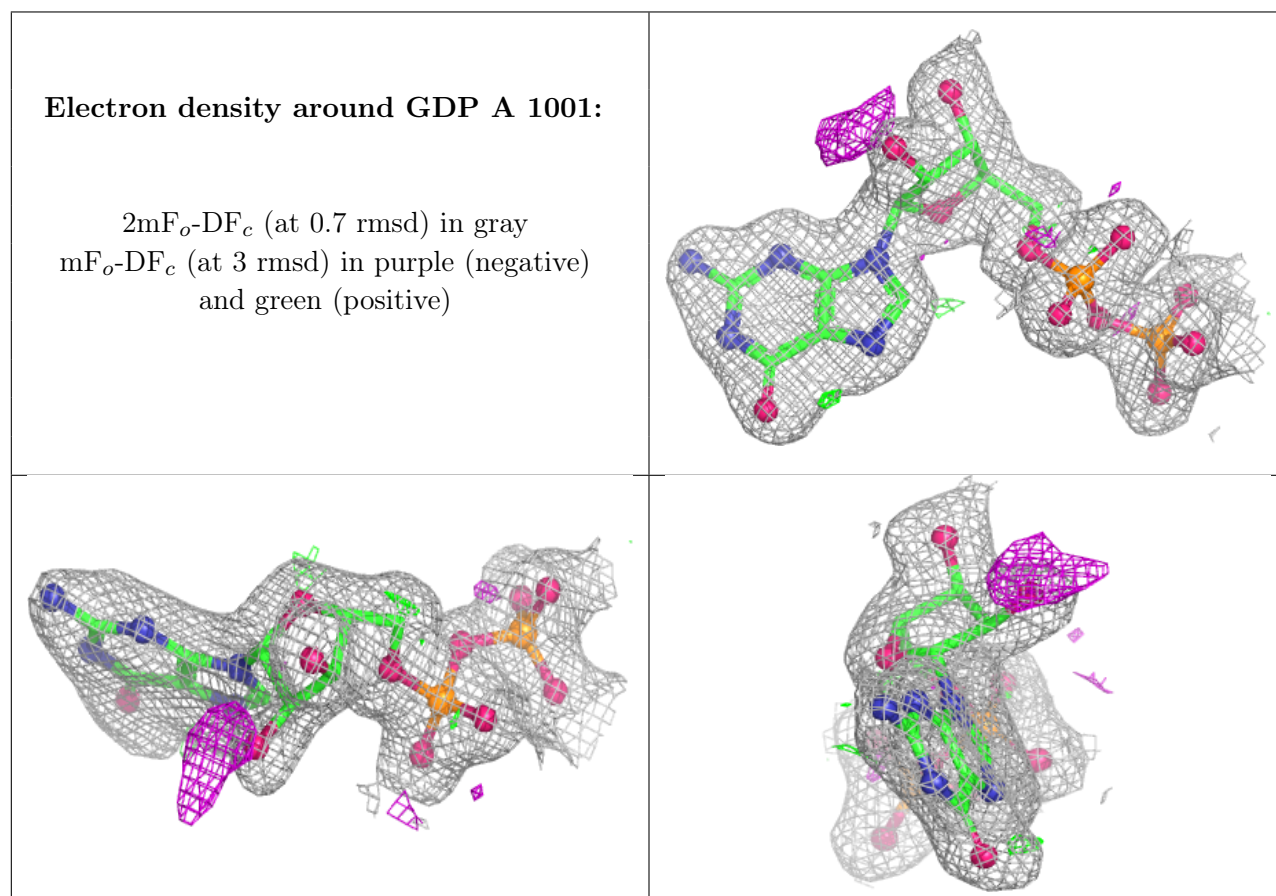 Electron density around GDP A 1001:
2mFₒ-DF𝒸 (at 0.7 rmsd) in gray
mFₒ-DF𝒸 (at 3 rmsd) in purple (negative)
and green (positive)